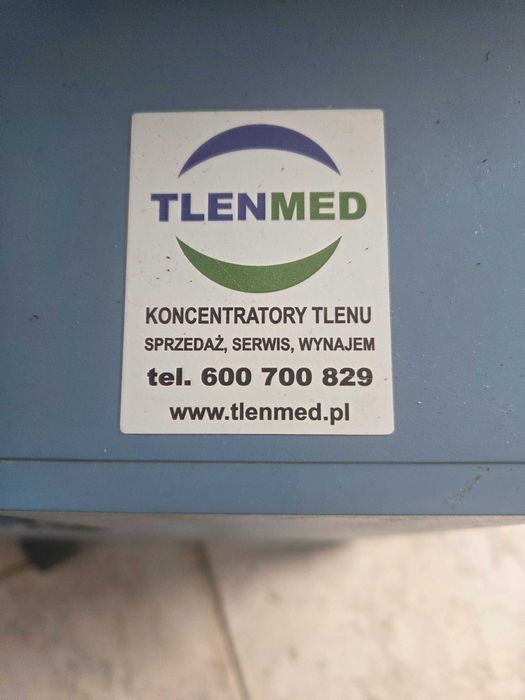 TLENMED
KONCENTRATORY TLENU
SPRZEDAŻ, SERWIS, WYNAJEM
tel. 600 700 829
www.tlenmed.pl